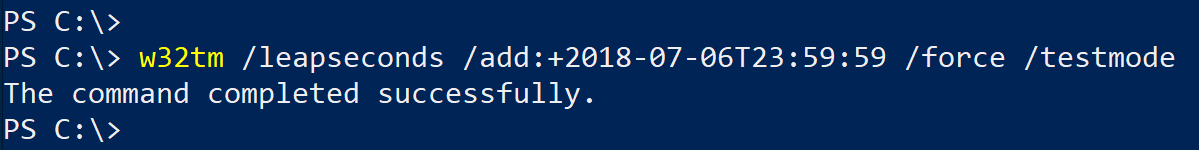 PS C:\>
PS C:\> w32tm /leapseconds /add:+2018-07-06T23:59:59 /force /testmode
The command completed successfully.
PS C:\>